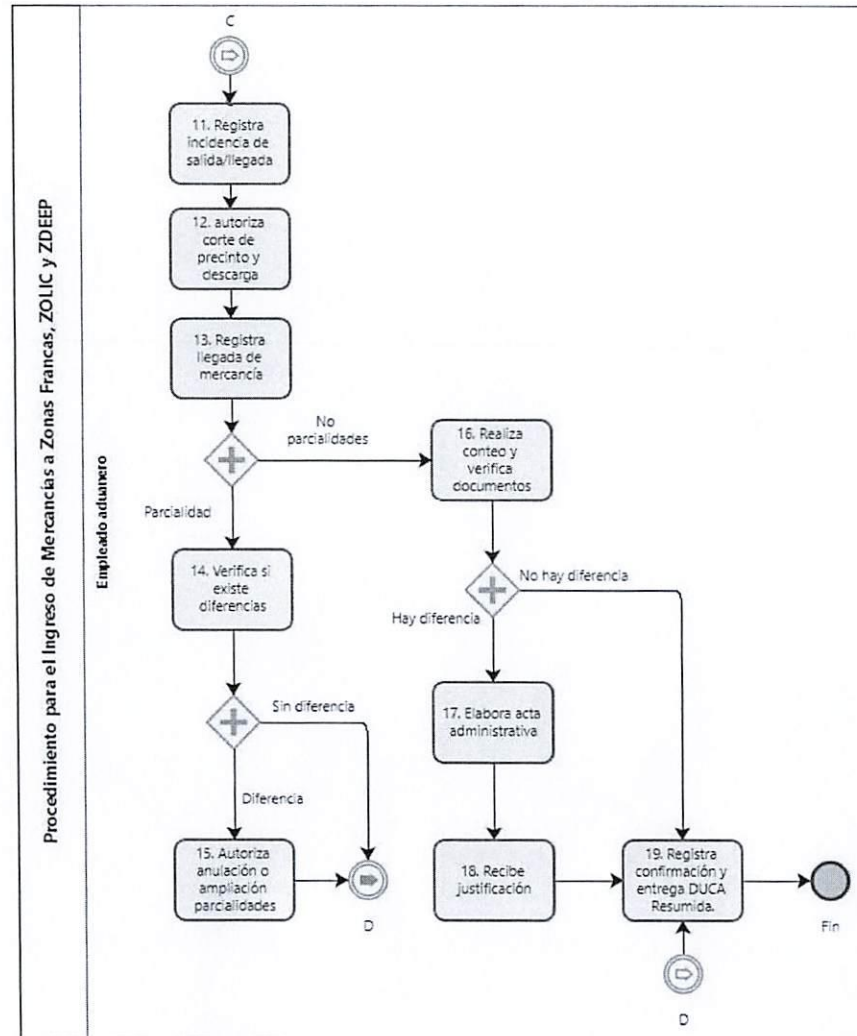 Procedimiento para el Ingreso de Mercancías a Zonas Francas, ZOLIC y ZDEEP
Empleado aduanero
C
11. Registra
incidencia de
salida/llegada
12. autoriza
corte de
precinto y
descarga
13. Registra
llegada de
mercancía
No
parcialidades
16. Realiza
conteo y
verifica
documentos
Parcialidad
14. Verifica si
existe
diferencias
No hay diferencia
Hay diferencia
Sin diferencia
17. Elabora acta
administrativa
Diferencia
15. Autoriza
anulación o
ampliación
parcialidades
D
18. Recibe
justificación
19. Registra
confirmación y
entrega DUCA
Resumida.
Fin
D